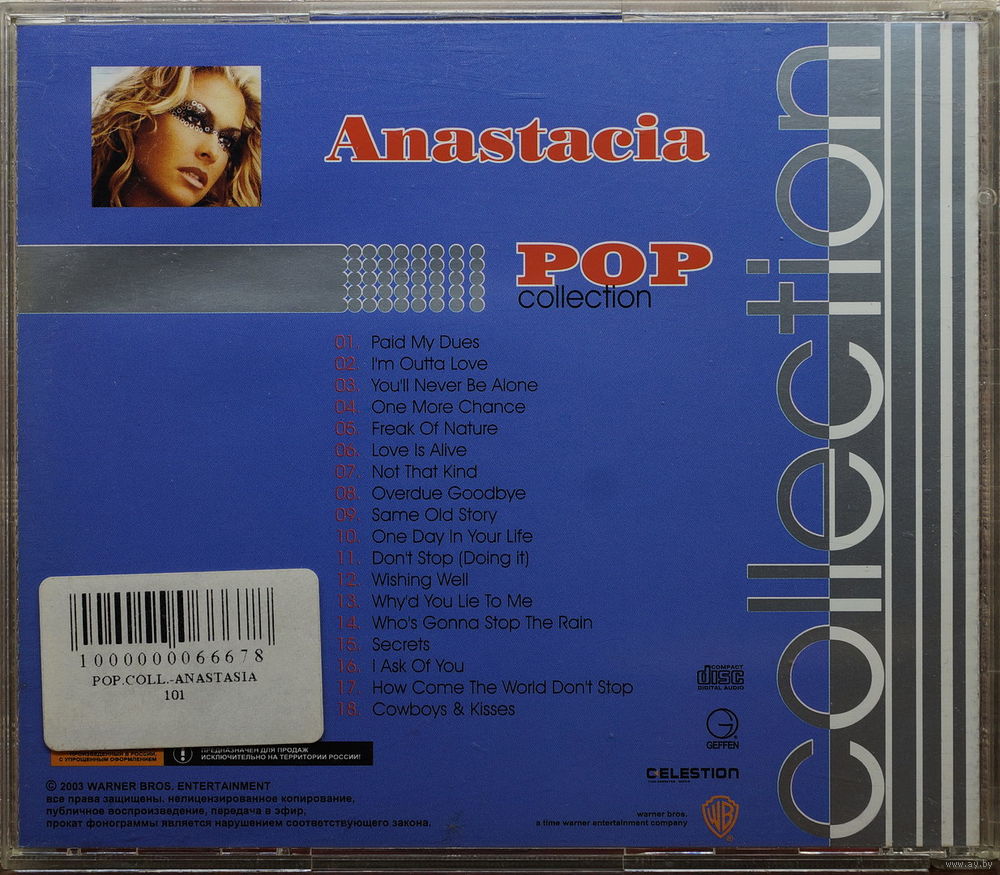 Anastacia
POP
collection
01. Paid My Dues
02. I'm Outta Love
03. You'll Never Be Alone
04. One More Chance
05. Freak Of Nature
06. Love Is Alive
07. Not That Kind
08. Overdue Goodbye
09. Same Old Story
10. One Day In Your Life
11. Don't Stop (Doing it)
12. Wishing Well
13. Why'd You Lie To Me
14. Who's Gonna Stop The Rain
15. Secrets
16. I Ask Of You
17. How Come The World Don't Stop
18. Cowboys & Kisses
collection
1000000066678
POP.COLL.-ANASTASIA
101
С УПРОЩЕННЫМ ОФОРМЛЕНИЕМ
ПРЕДНАЗНАЧЕН ДЛЯ ПРОДАЖ
ИСКЛЮЧИТЕЛЬНО НА ТЕРРИТОРИИ РОССИИ!
© 2003 WARNER BROS. ENTERTAINMENT
все права защищены. нелицензированное копирование,
публичное воспроизведение, передача в эфир,
прокат фонограммы является нарушением соответствующего закона.
COMPACT
disc
DIGITAL AUDIO
G
GEFFEN
CELESTION
warner bros.
a time warner entertainment company
WB
www.ay.by